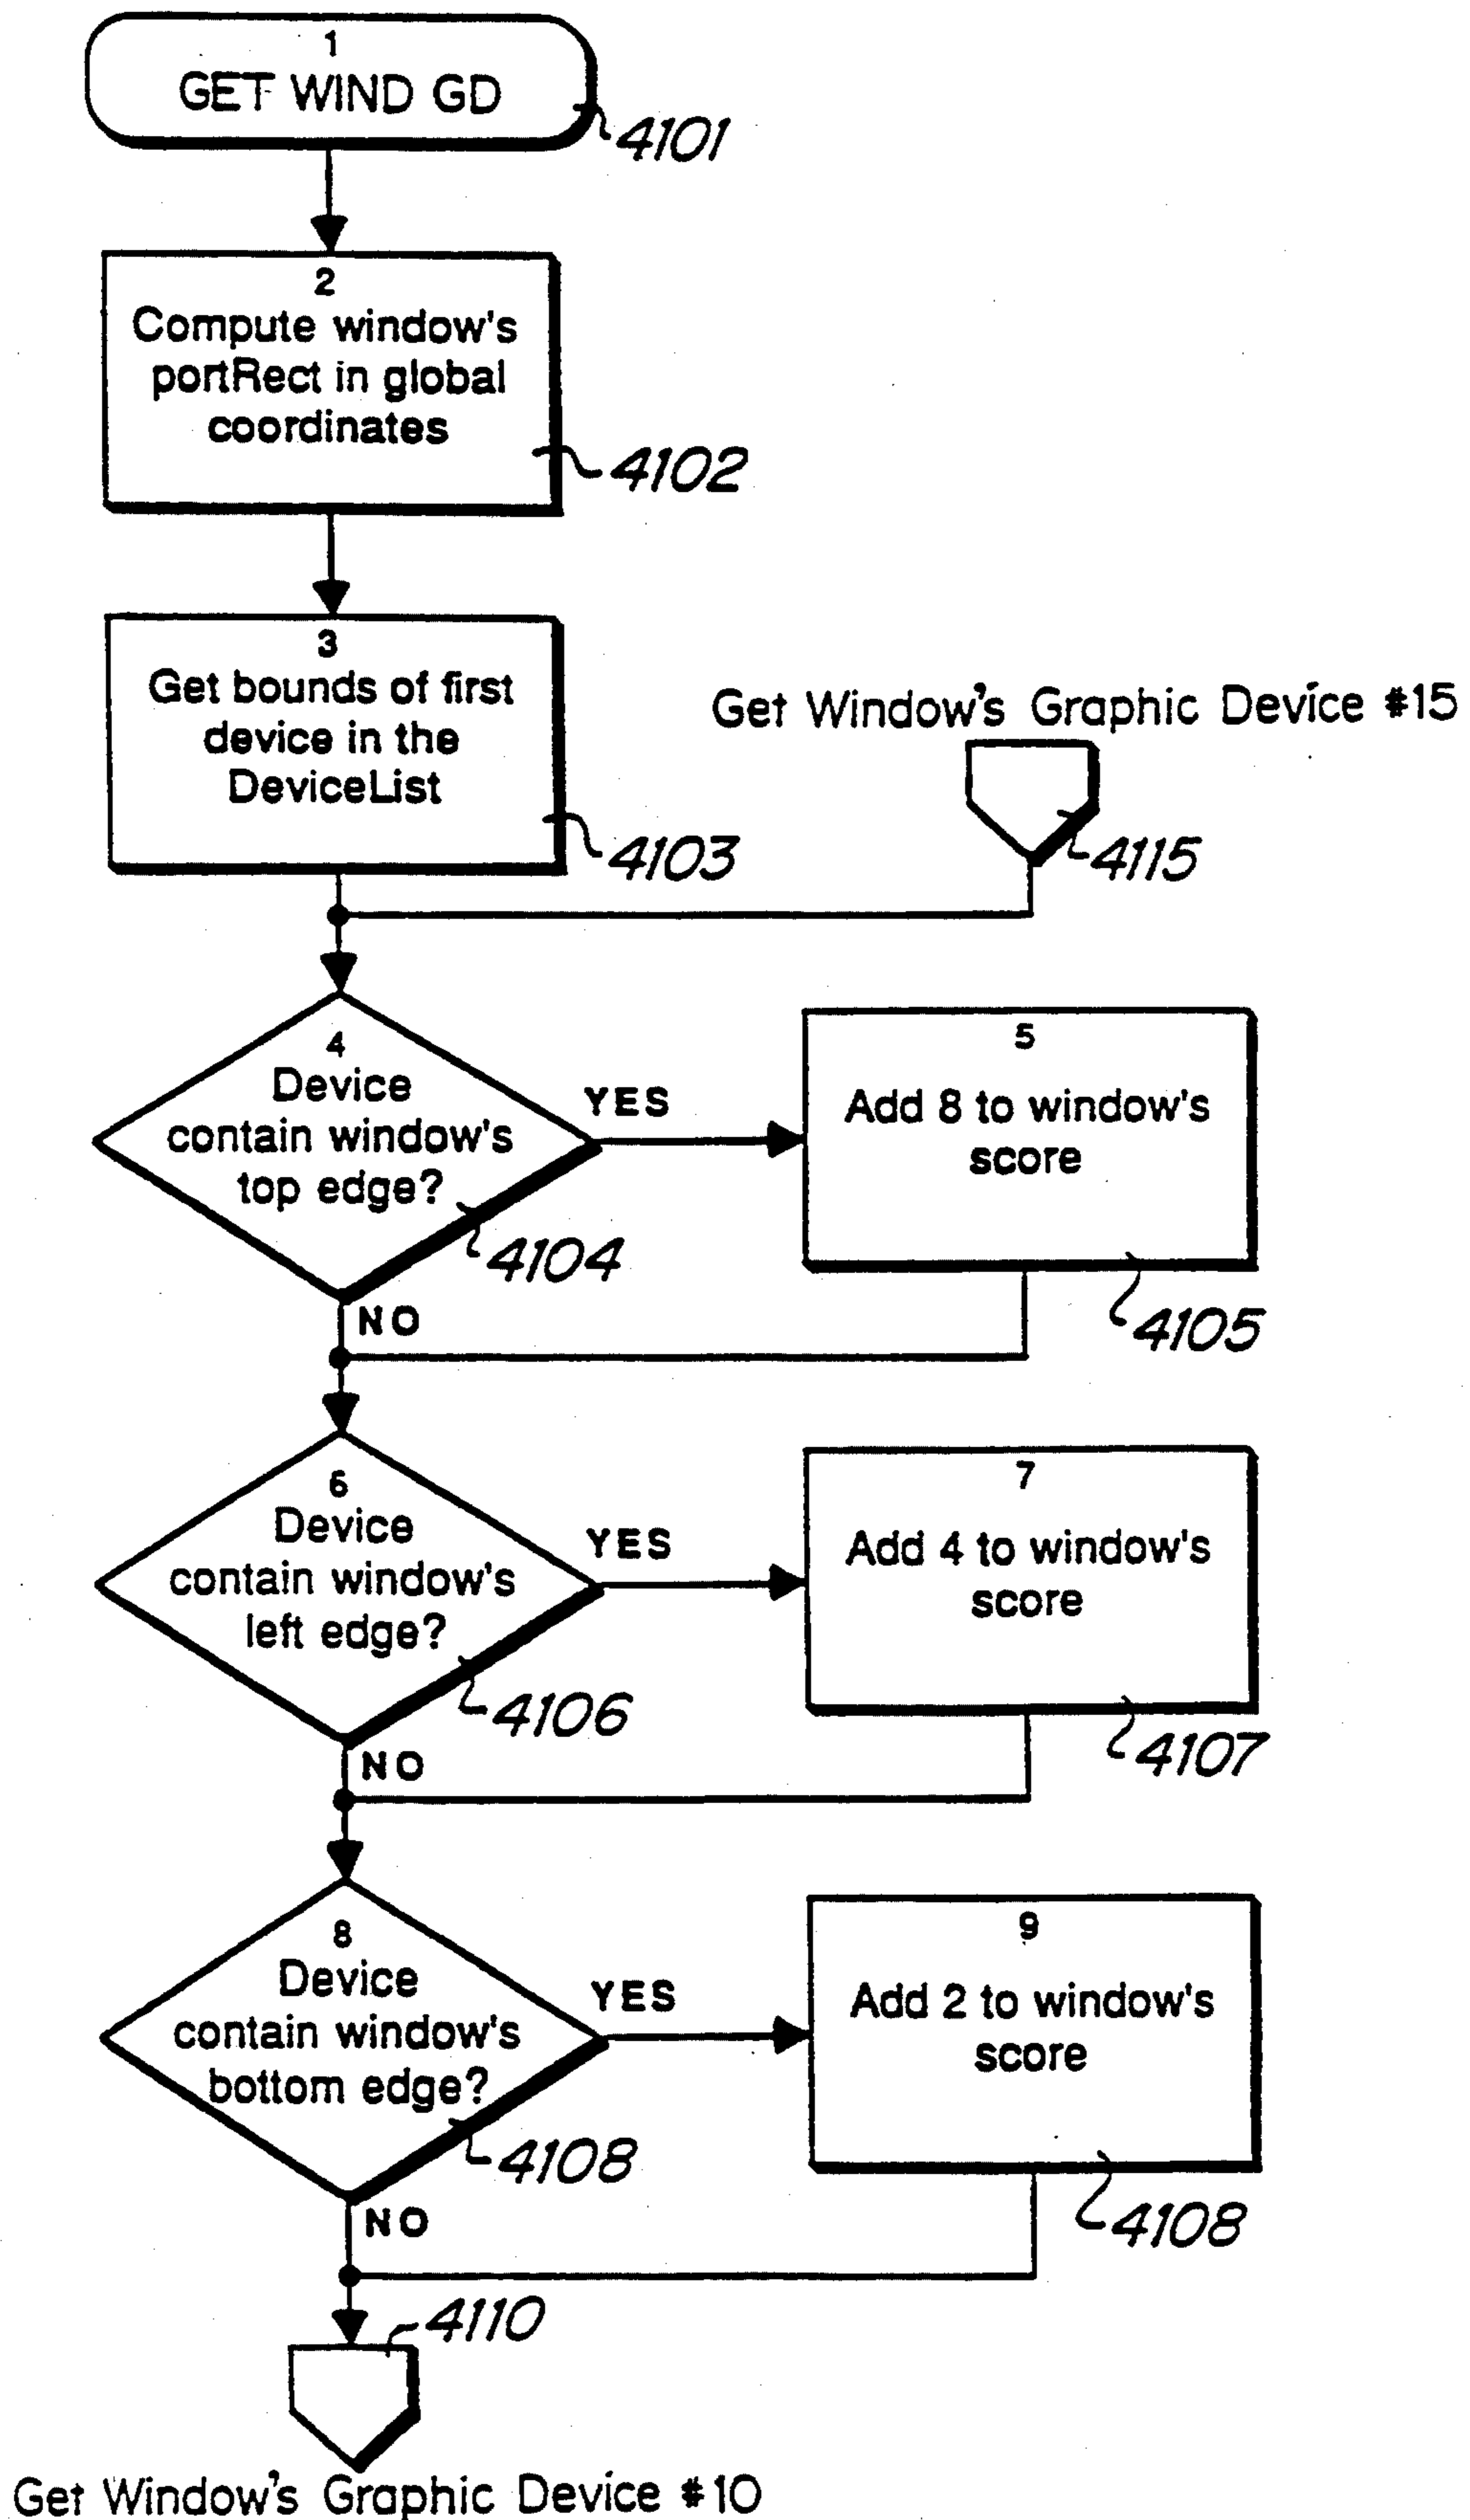 1
GET WIND GD
4101
2
Compute window's
portRect in global
coordinates
4102
3
Get bounds of first
device in the
DeviceList
4103
Get Window's Graphic Device #15
4115
4
Device
contain window's
top edge?
4104
YES
5
Add 8 to window's
score
4105
NO
6
Device
contain window's
left edge?
4106
YES
7
Add 4 to window's
score
4107
NO
8
Device
contain window's
bottom edge?
4108
YES
9
Add 2 to window's
score
4108
NO
4110
Get Window's Graphic Device #10